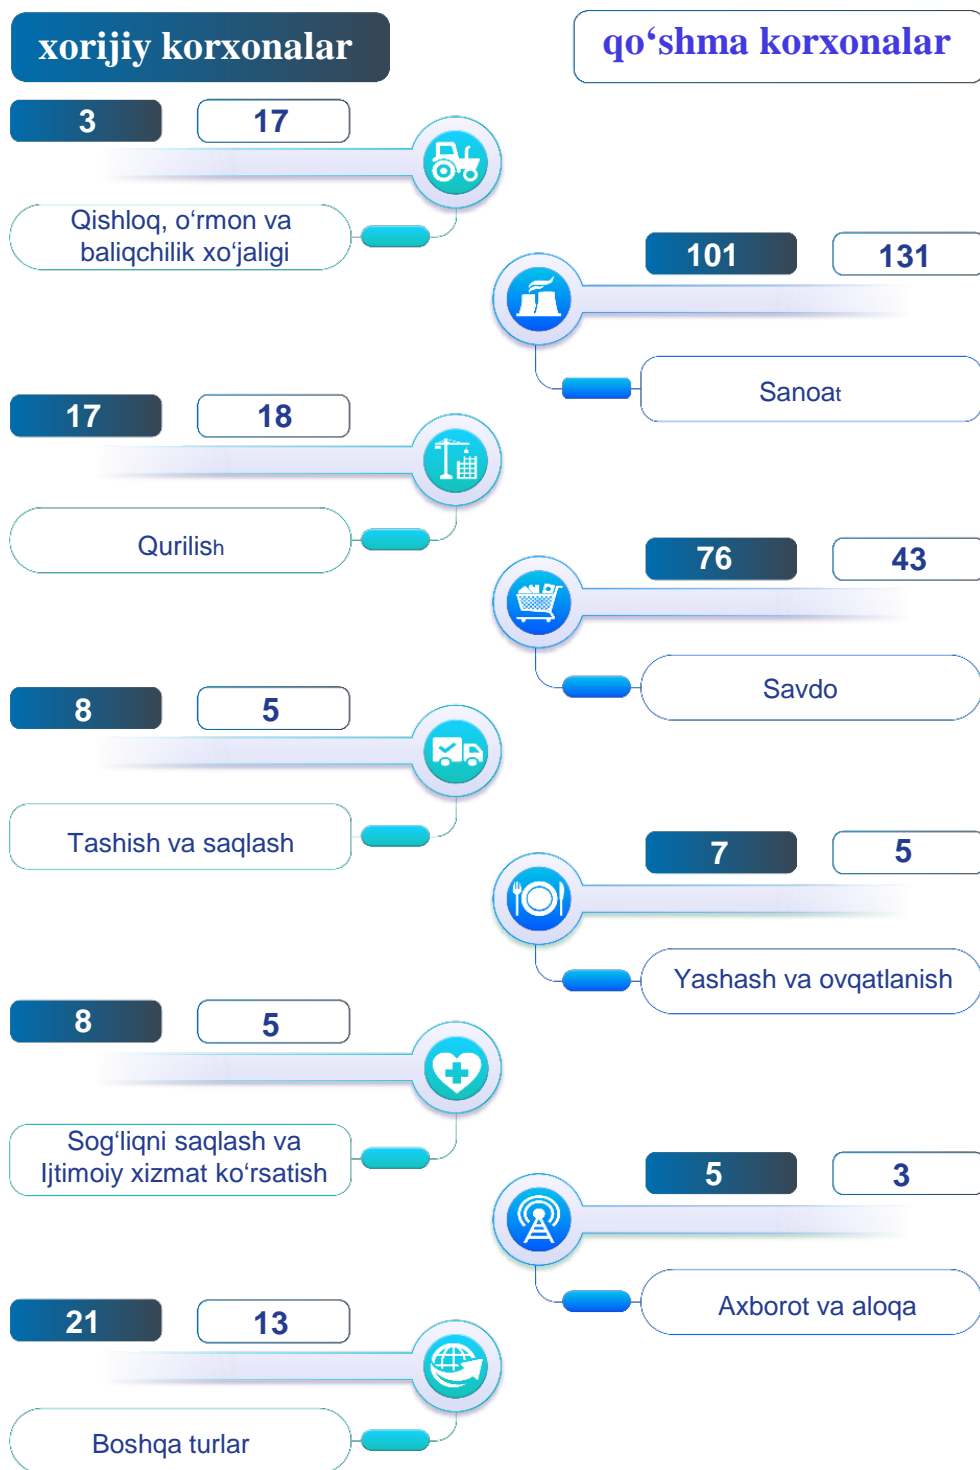 xorijiy korxonalar
qo‘shma korxonalar
3 17
Qishloq, o‘rmon va
baliqchilik xo‘jaligi
101 131
Sanoat
17 18
Qurilish
76 43
Savdo
8 5
Tashish va saqlash
7 5
Yashash va ovqatlanish
8 5
Sog‘liqni saqlash va
Ijtimoiy xizmat ko‘rsatish
5 3
Axborot va aloqa
21 13
Boshqa turlar